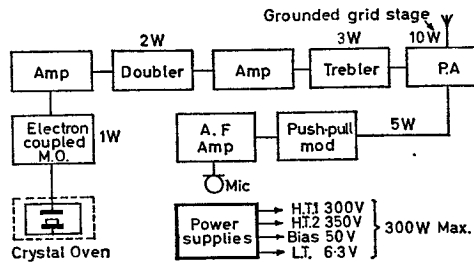 Grounded grid stage
2W
3W
10W
Amp
Doubler
Amp
Trebler
P.A
Electron
coupled
M.O.
1W
A.F
Amp
Push-pull
mod
5W
Mic
Crystal Oven
Power
supplies
H.T.1 300V
H.T.2 350V
Bias 50V
L.T. 6·3V
300W Max.